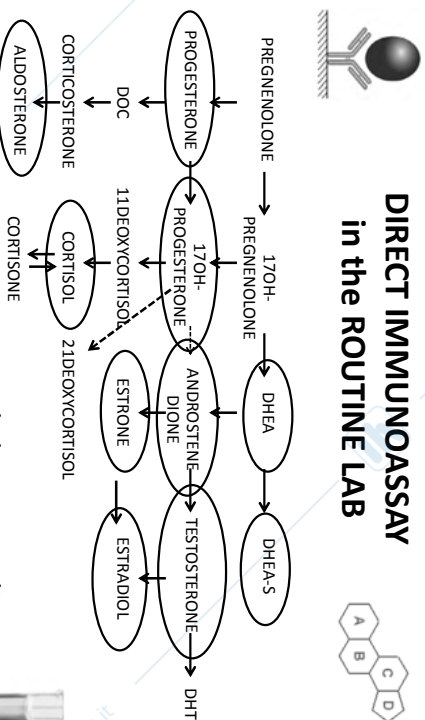 DIRECT IMMUNOASSAY
in the ROUTINE LAB
A
B
C
D
PREGNENOLONE
17OH-
PREGNENOLONE
DHEA
DHEA-S
PROGESTERONE
17OH-
PROGESTERONE
ANDROSTENE
DIONE
TESTOSTERONE
DHT
DOC
11DEOXYCORTISOL
ESTRONE
ESTRADIOL
CORTICOSTERONE
CORTISOL
21DEOXYCORTISOL
ALDOSTERONE
CORTISONE